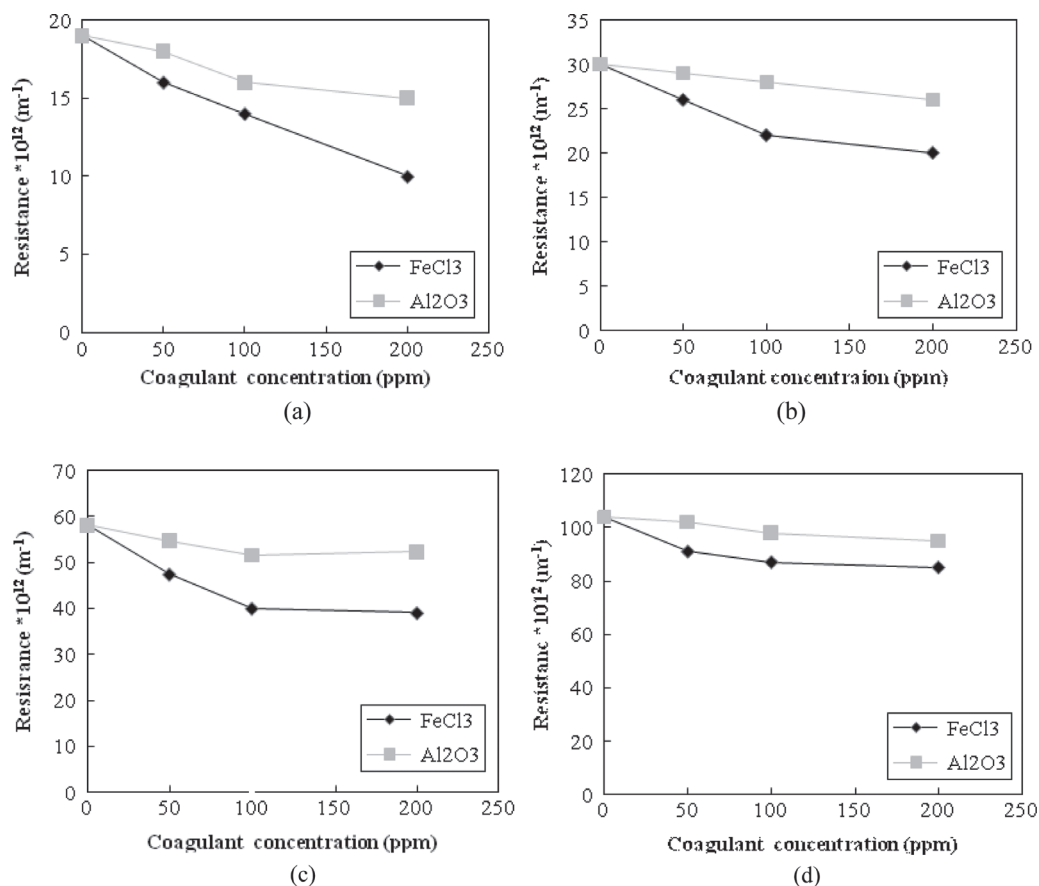 20
15
10
5
0
Resistance *10¹² (m⁻¹)
FeCl3
Al2O3
0 50 100 150 200 250
Coagulant concentration (ppm)
(a)
35
30
25
20
15
10
5
0
Resistance *10¹² (m⁻¹)
FeCl3
Al2O3
0 50 100 150 200 250
Coagulant concentraion (ppm)
(b)
70
60
50
40
30
20
10
0
Resisrance *10¹² (m⁻¹)
FeCl3
Al2O3
0 50 100 150 200 250
Coagulant concentration (ppm)
(c)
120
100
80
60
40
20
0
Resistanc *101² (m⁻¹)
FeCl3
Al2O3
0 50 100 150 200 250
Coagulant concentration (ppm)
(d)